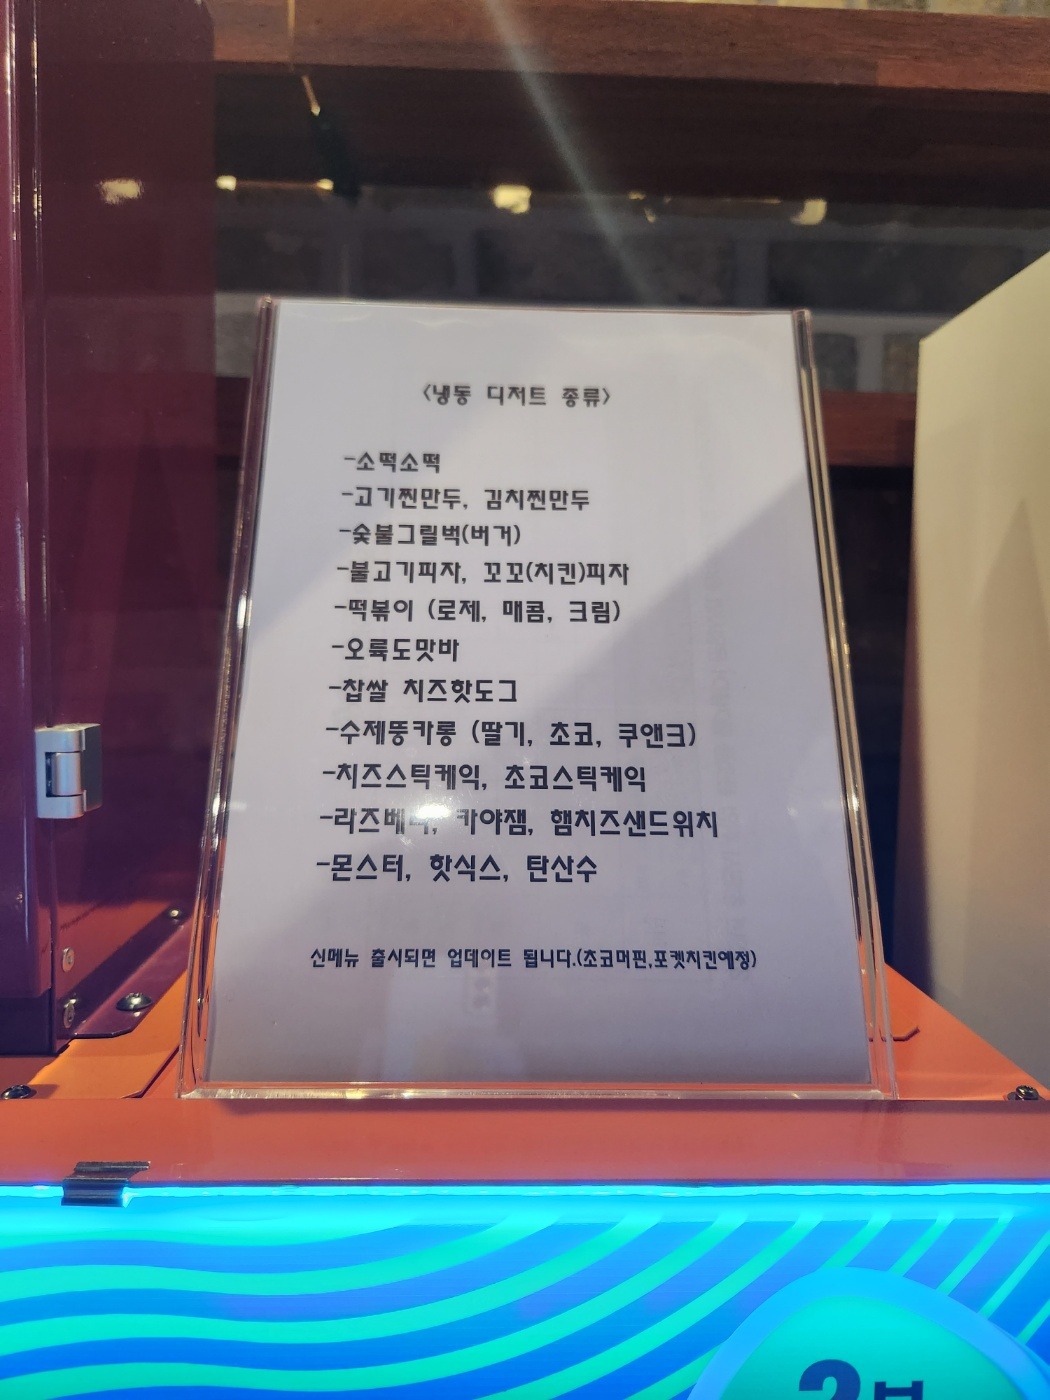 <냉동 디저트 종류>
-소떡소떡
-고기찐만두, 김치찐만두
-숯불그릴벅(버거)
-불고기피자, 꼬꼬(치킨)피자
-떡볶이 (로제, 매콤, 크림)
-오륙도맛바
-찹쌀 치즈핫도그
-수제뚱카롱 (딸기, 초코, 쿠앤크)
-치즈스틱케익, 초코스틱케익
카야잼, 햄치즈샌드위치
-몬스터, 핫식스, 탄산수
신메뉴 출시되면 업데이트 됩니다.(초코머핀,포켓치킨예정)